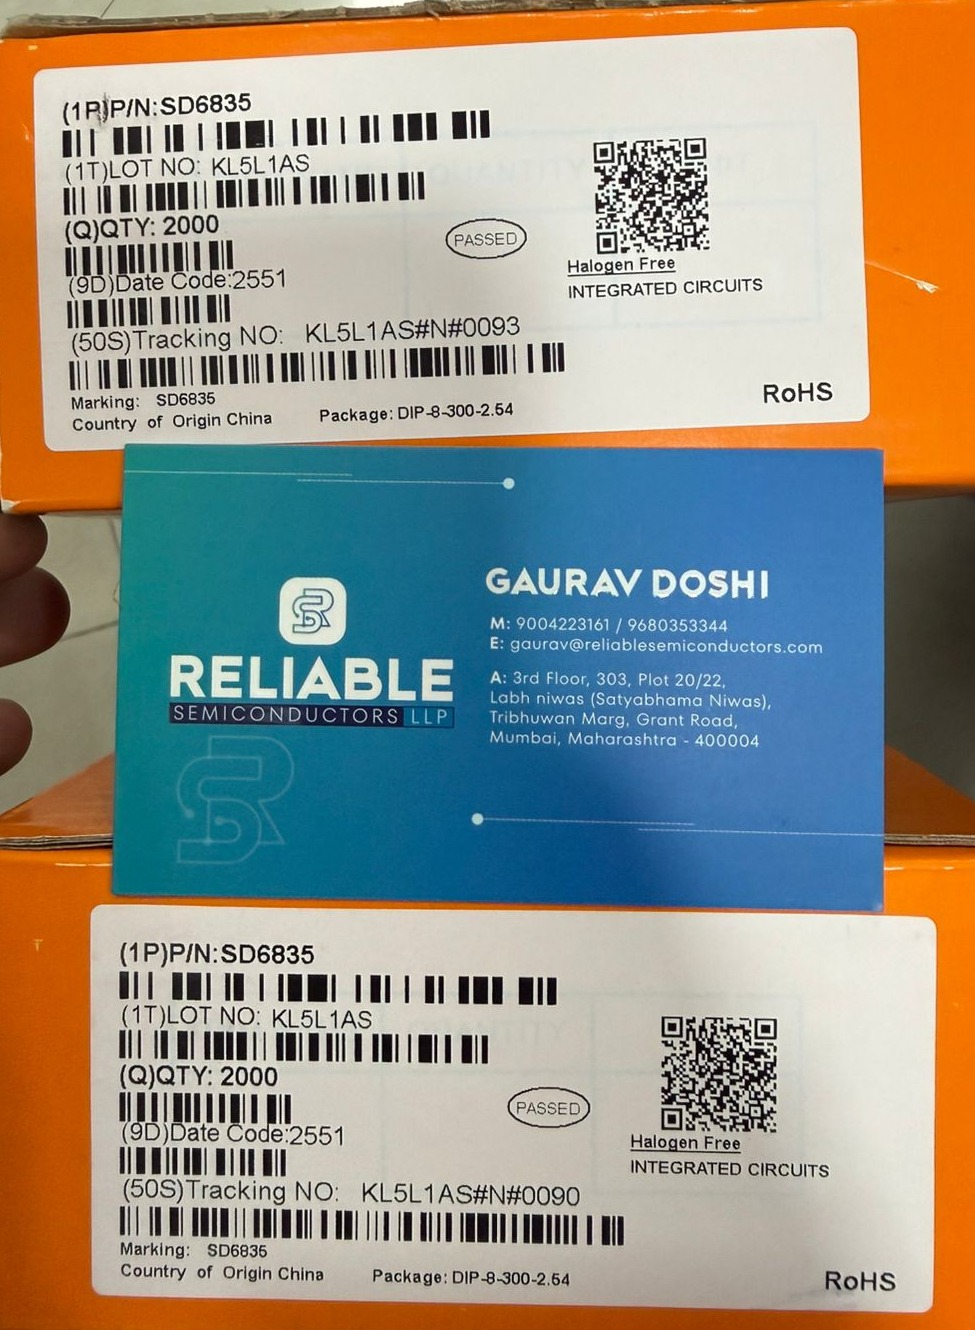 (1P)P/N:SD6835
(1T)LOT NO: KL5L1AS
(Q)QTY: 2000
PASSED
(9D)Date Code:2551
Halogen Free
INTEGRATED CIRCUITS
(50S)Tracking NO: KL5L1AS#N#0093
Marking: SD6835
Country of Origin China
Package: DIP-8-300-2.54
RoHS
RELIABLE
SEMICONDUCTORS LLP
GAURAV DOSHI
M: 9004223161 / 9680353344
E: gaurav@reliablesemiconductors.com
A: 3rd Floor, 303, Plot 20/22,
Labh niwas (Satyabhama Niwas),
Tribhuwan Marg, Grant Road,
Mumbai, Maharashtra - 400004
(1P)P/N:SD6835
(1T)LOT NO: KL5L1AS
(Q)QTY: 2000
PASSED
(9D)Date Code:2551
Halogen Free
INTEGRATED CIRCUITS
(50S)Tracking NO: KL5L1AS#N#0090
Marking: SD6835
Country of Origin China
Package: DIP-8-300-2.54
RoHS